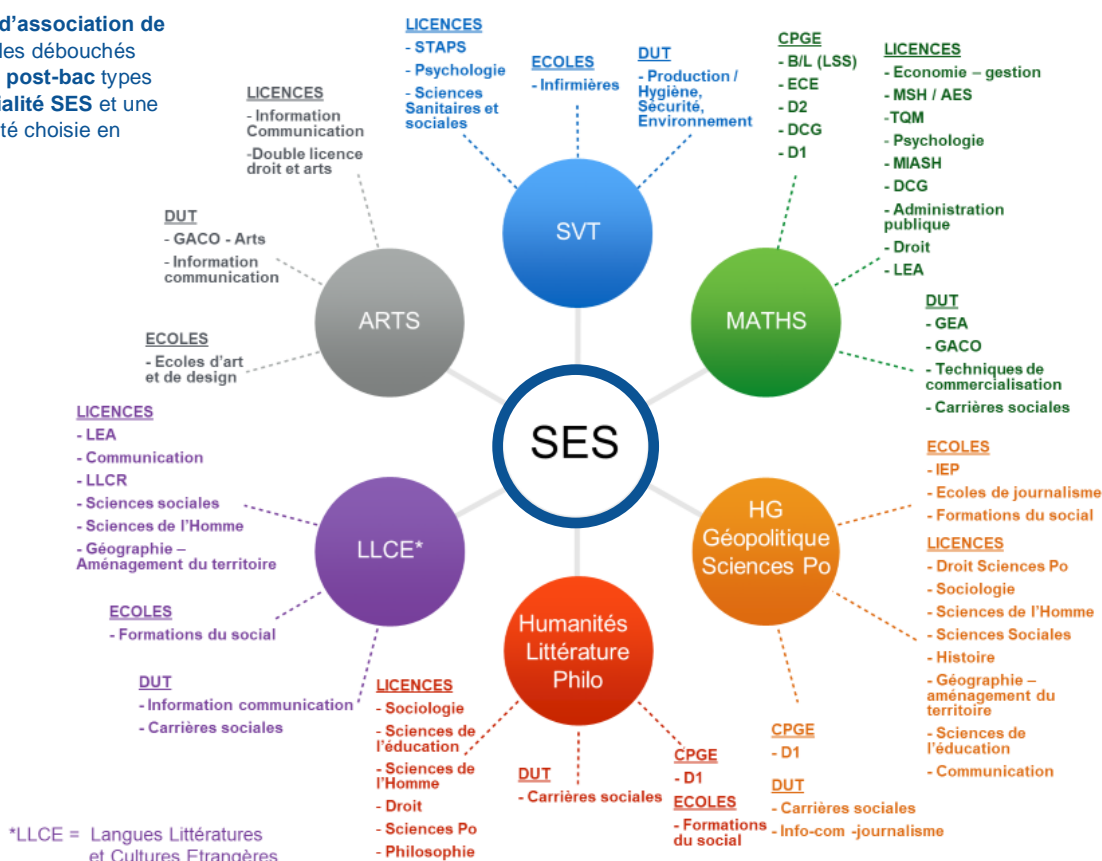 d’association de
les débouchés
post-bac types
ialité SES et une
té choisie en
LICENCES
- STAPS
- Psychologie
- Sciences
Sanitaires et
sociales
ECOLES
- Infirmières
DUT
- Production /
Hygiène,
Sécurité,
Environnement
CPGE
- B/L (LSS)
- ECE
- D2
- DCG
- D1
LICENCES
- Economie – gestion
- MSH / AES
-TQM
- Psychologie
- MIASH
- DCG
- Administration
publique
- Droit
- LEA
LICENCES
- Information
Communication
-Double licence
droit et arts
DUT
- GACO - Arts
- Information
communication
ECOLES
- Ecoles d’art
et de design
SVT
ARTS
MATHS
DUT
- GEA
- GACO
- Techniques de
commercialisation
- Carrières sociales
SES
LICENCES
- LEA
- Communication
- LLCR
- Sciences sociales
- Sciences de l’Homme
- Géographie –
Aménagement du territoire
ECOLES
- Formations du social
DUT
- Information communication
- Carrières sociales
LLCE*
HG
Géopolitique
Sciences Po
ECOLES
- IEP
- Ecoles de journalisme
- Formations du social
LICENCES
- Droit Sciences Po
- Sociologie
- Sciences de l’Homme
- Sciences Sociales
- Histoire
- Géographie –
aménagement du
territoire
- Sciences de
l’éducation
- Communication
Humanités
Littérature
Philo
LICENCES
- Sociologie
- Sciences de
l’éducation
- Sciences de
l’Homme
- Droit
- Sciences Po
- Philosophie
DUT
- Carrières sociales
CPGE
- D1
ECOLES
- Formations
du social
CPGE
- D1
DUT
- Carrières sociales
- Info-com -journalisme
*LLCE = Langues Littératures
et Cultures Etrangères